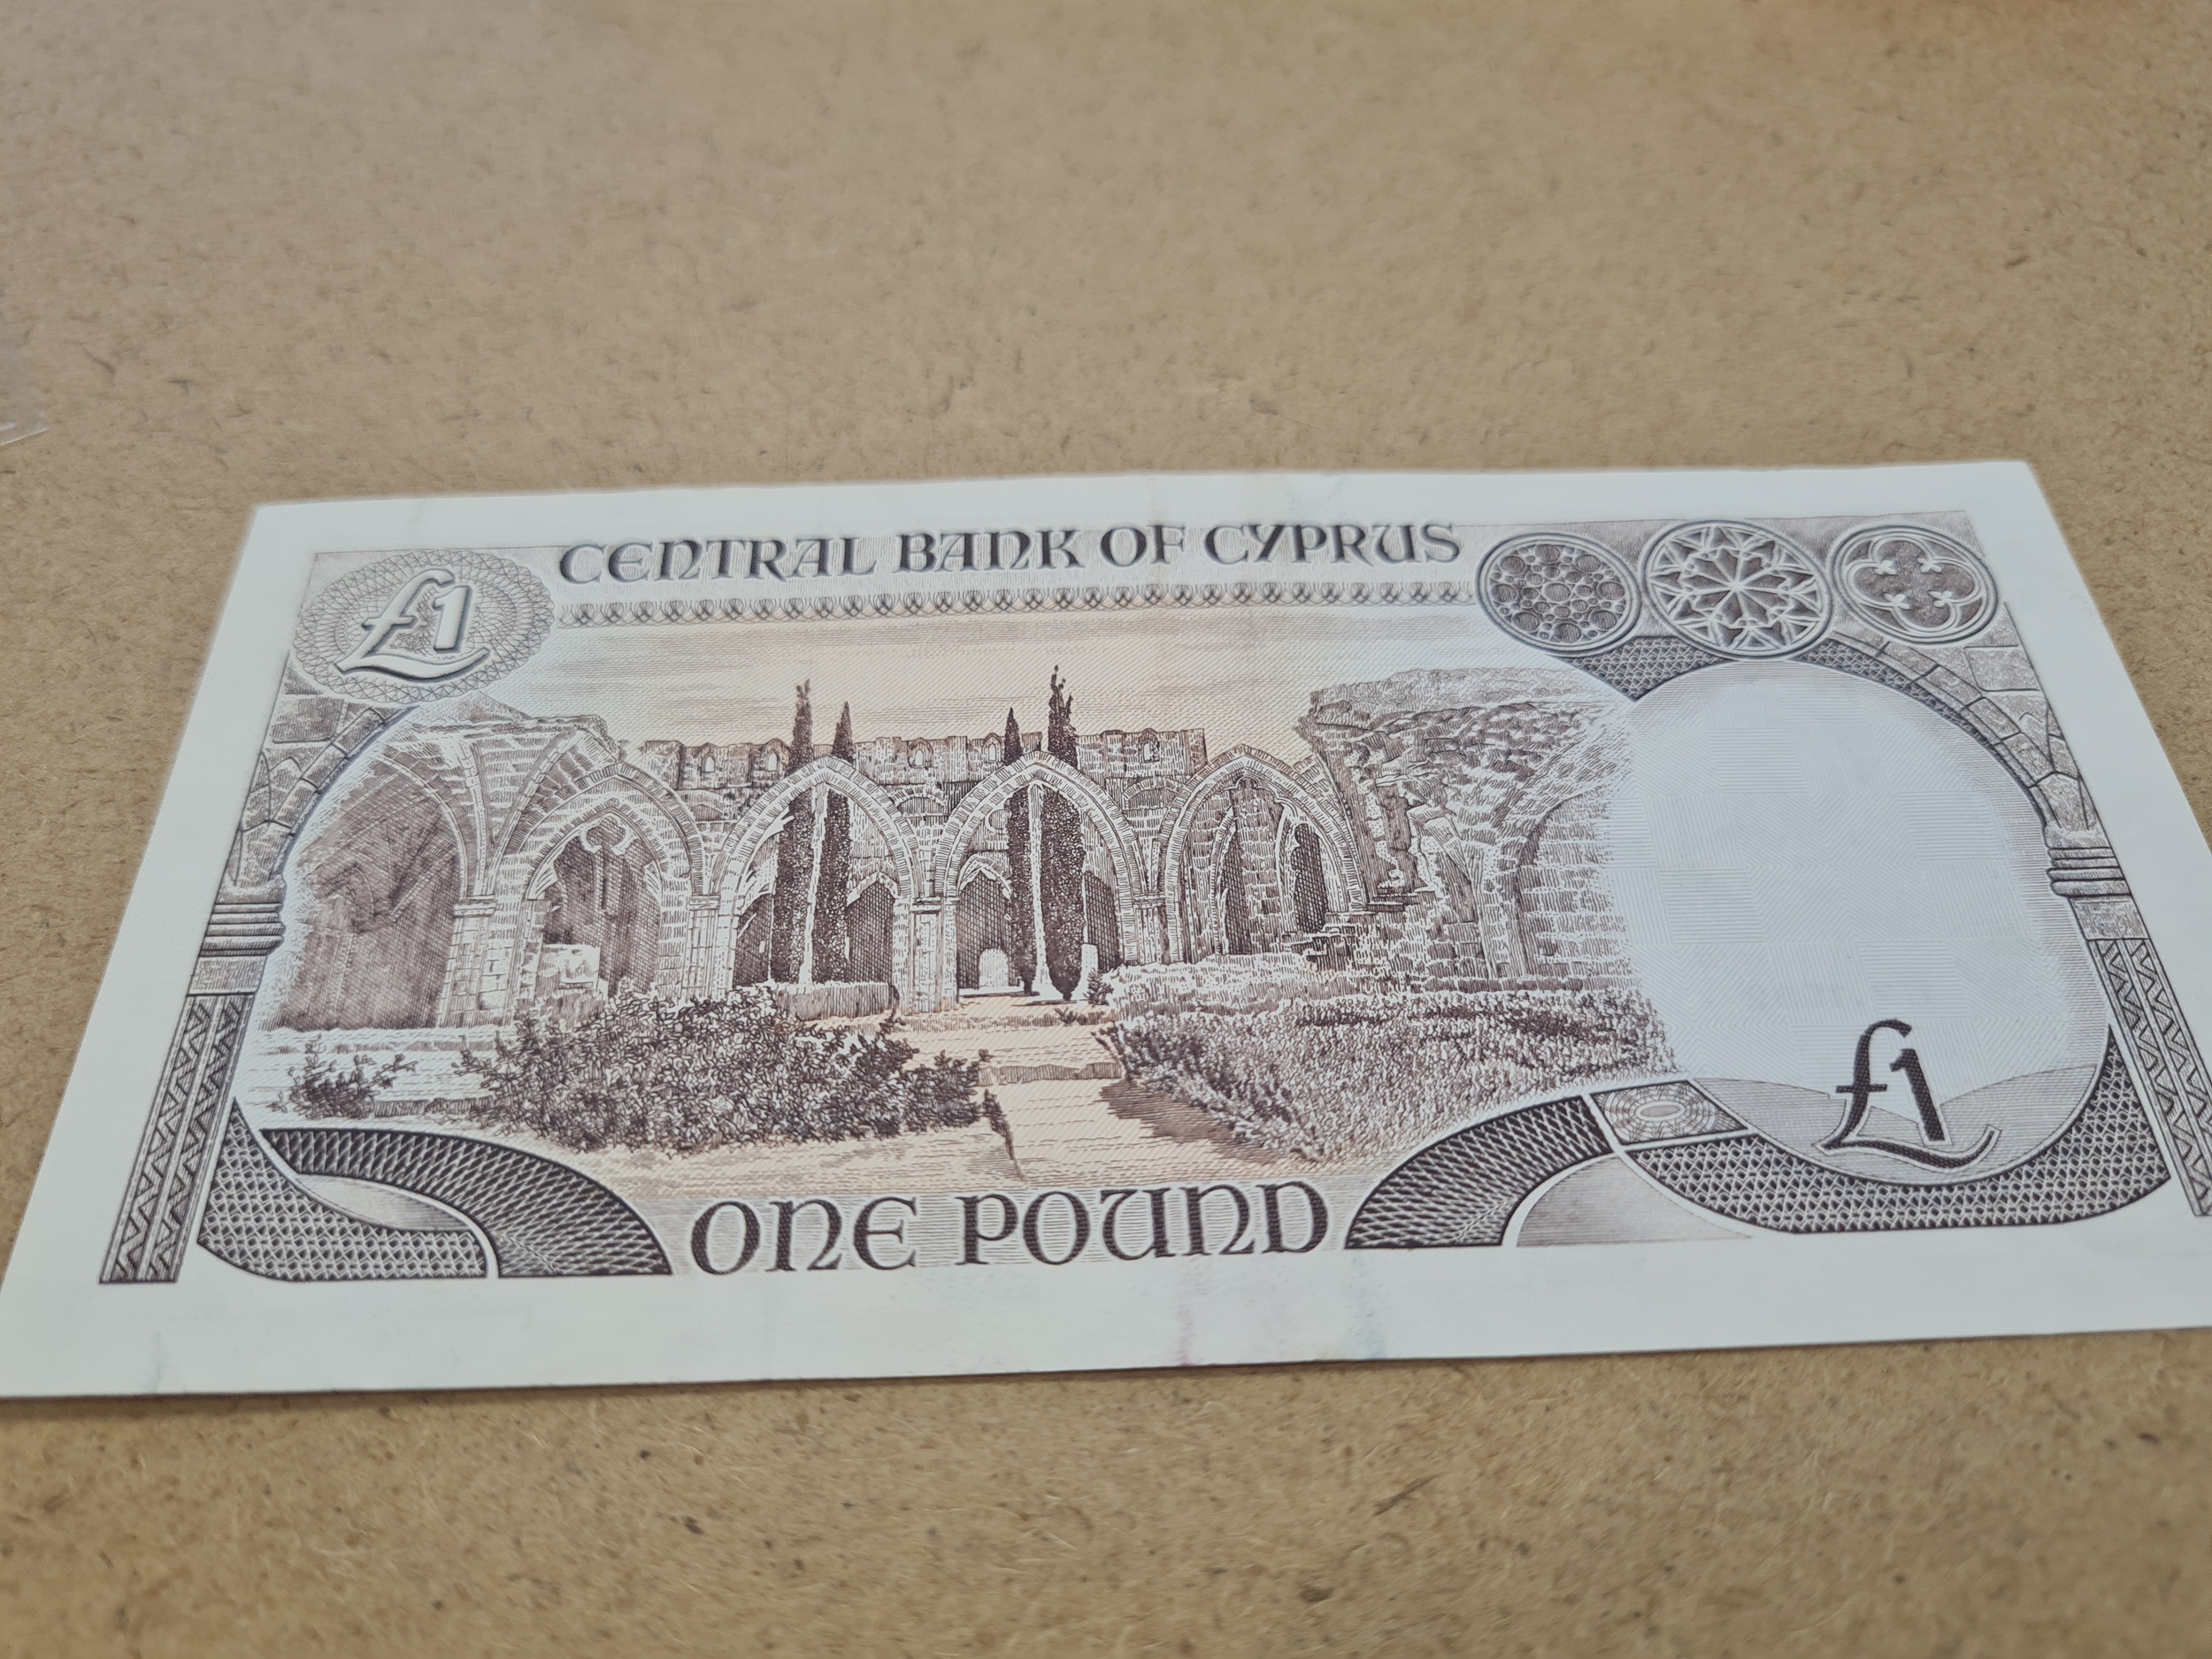 CENTRAL BANK OF CYPRUS
£1
£1
ONE POUND